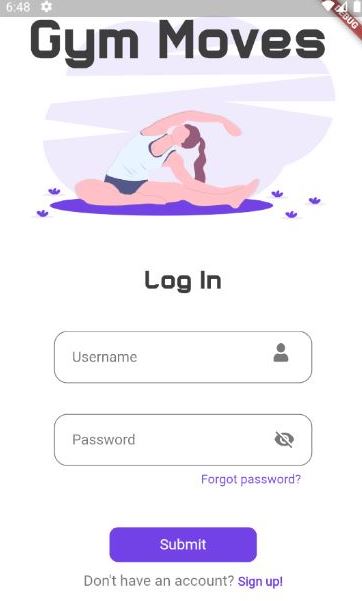 6:48
DEBUG
Gym Moves
Log In
Username
Password
Forgot password?
Submit
Don't have an account? Sign up!